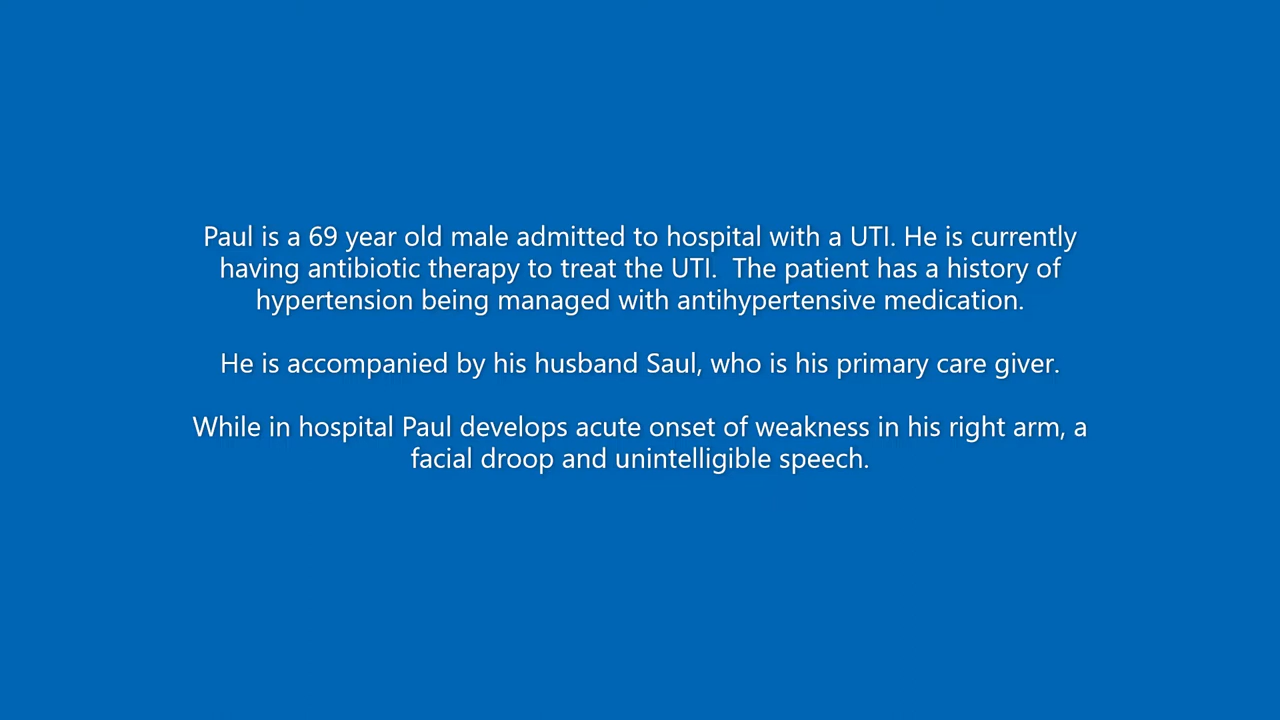 Paul is a 69 year old male admitted to hospital with a UTI. He is currently
having antibiotic therapy to treat the UTI.  The patient has a history of
hypertension being managed with antihypertensive medication.
He is accompanied by his husband Saul, who is his primary care giver.
While in hospital Paul develops acute onset of weakness in his right arm, a
facial droop and unintelligible speech.